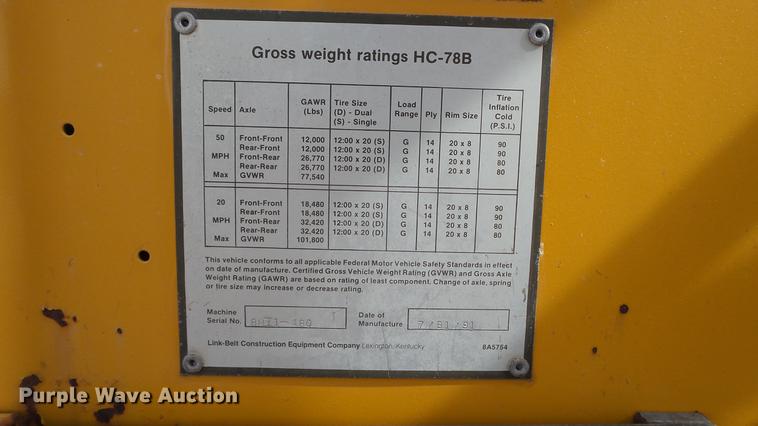 Gross weight ratings HC-78B
Speed Axle GAWR (Lbs) Tire Size (D) - Dual (S) - Single Load Range Ply Rim Size Tire Inflation Cold (P.S.I.)
50 Front-Front 12,000 12:00 x 20 (S) G 14 20 x 8 90
Rear-Front 12,000 12:00 x 20 (S) G 14 20 x 8 90
MPH Front-Rear 26,770 12:00 x 20 (D) G 14 20 x 8 80
Rear-Rear 26,770 12:00 x 20 (D) G 14 20 x 8 80
Max GVWR 77,540
20 Front-Front 18,480 12:00 x 20 (S) G 14 20 x 8 90
Rear-Front 18,480 12:00 x 20 (S) G 14 20 x 8 90
MPH Front-Rear 32,420 12:00 x 20 (D) G 14 20 x 8 80
Rear-Rear 32,420 12:00 x 20 (D) G 14 20 x 8 80
Max GVWR 101,800
This vehicle conforms to all applicable Federal Motor Vehicle Safety Standards in effect
on date of manufacture. Certified Gross Vehicle Weight Rating (GVWR) and Gross Axle
Weight Rating (GAWR) are based on rating of least component. Change of axle, spring
or tire size may increase or decrease rating.
Machine
Serial No.
Date of
Manufacture
Link-Belt Construction Equipment Company Lexington, Kentucky 8A5754
Purple Wave Auction